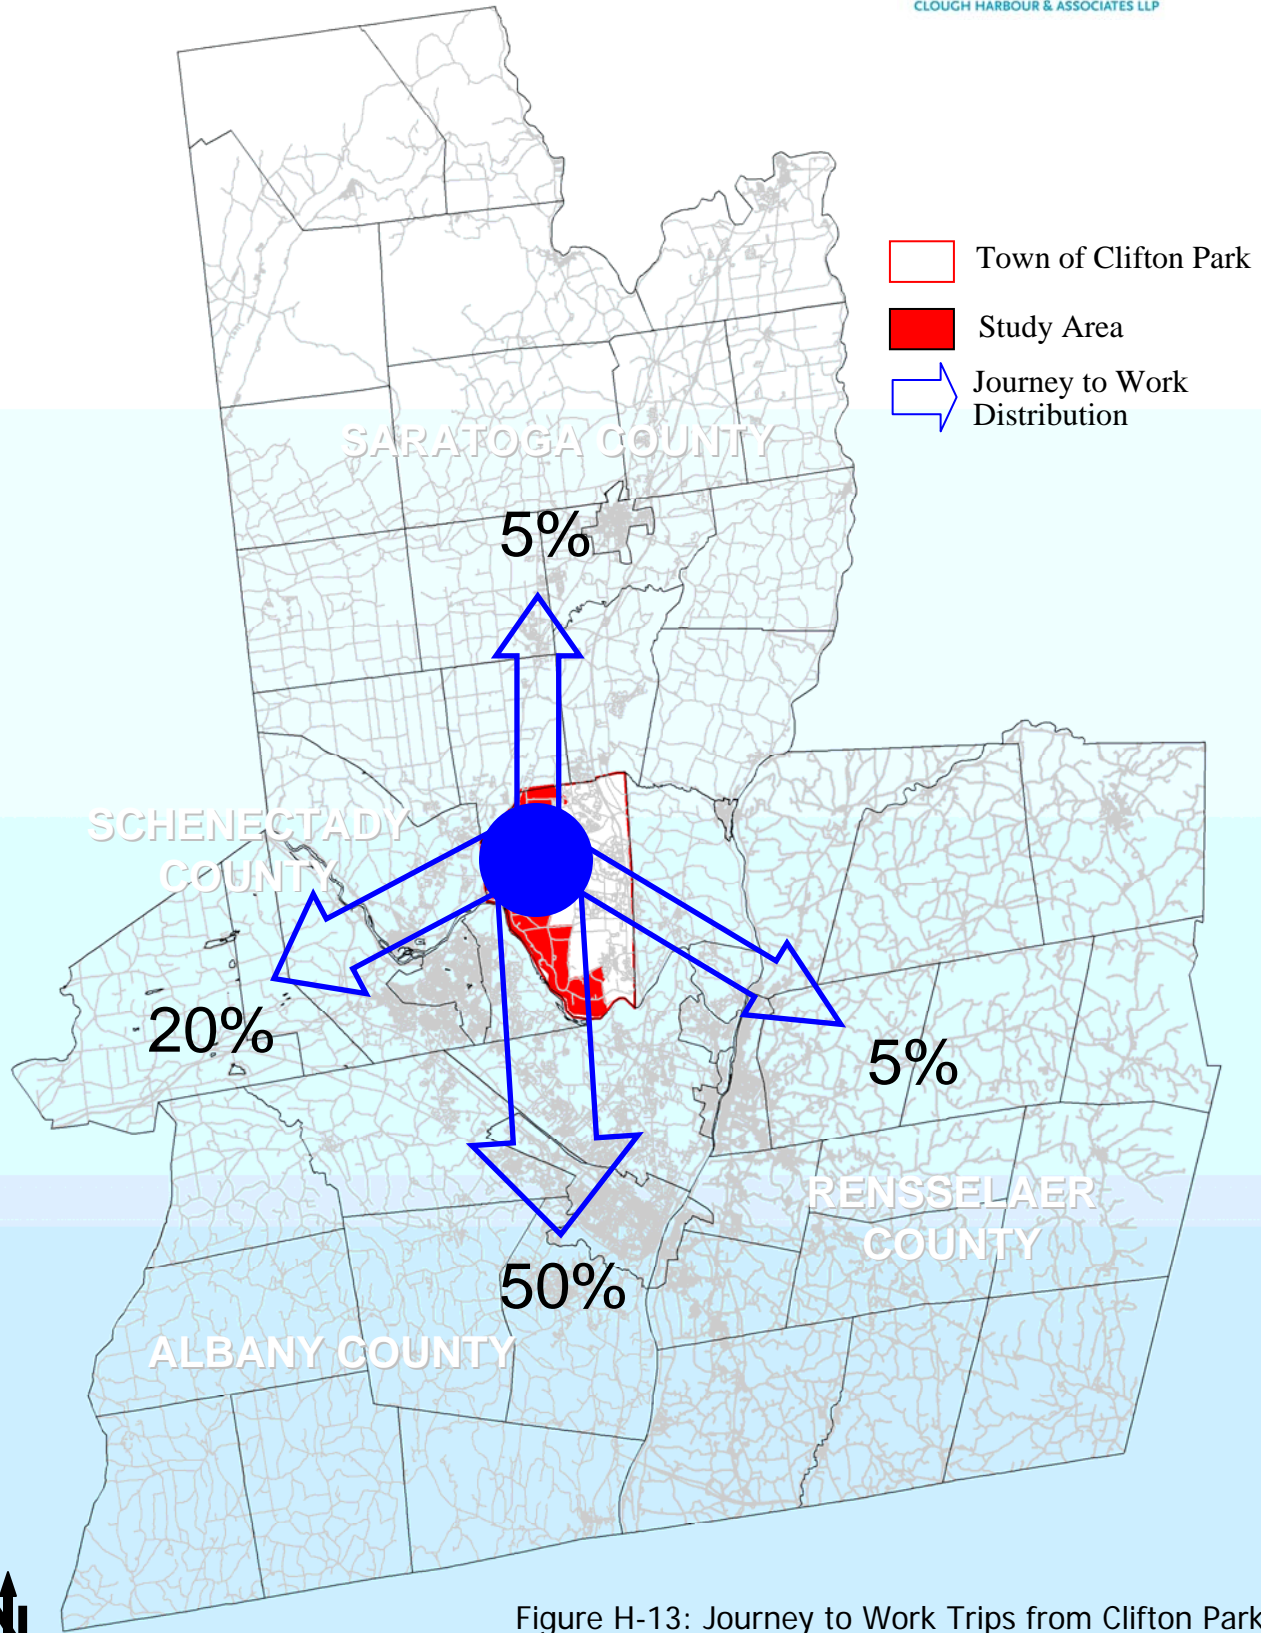 CLOUGH HARBOUR & ASSOCIATES LLP
Town of Clifton Park
Study Area
Journey to Work
Distribution
SARATOGA COUNTY
5%
SCHENECTADY
COUNTY
20%
5%
RENSSELAER
COUNTY
50%
ALBANY COUNTY
N
Figure H-13: Journey to Work Trips from Clifton Park